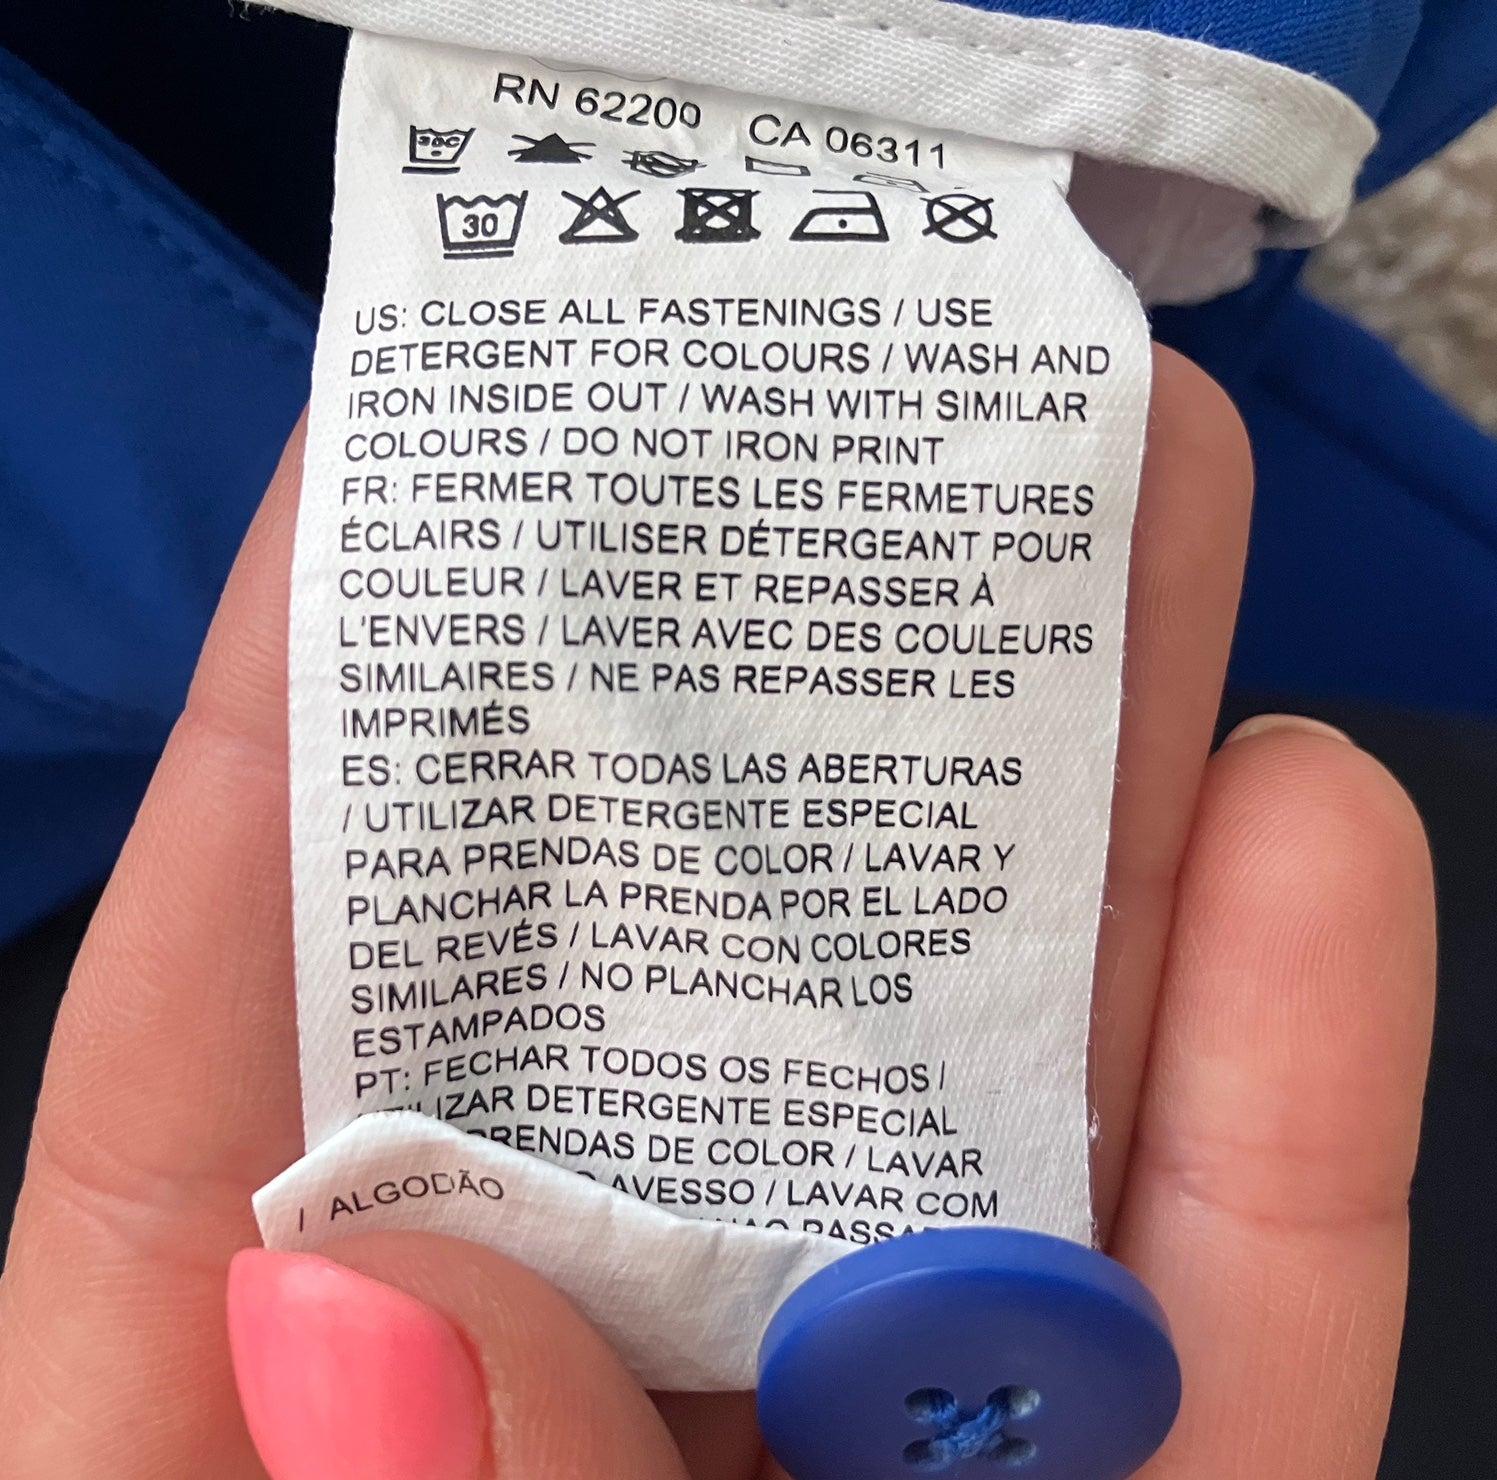 RN 62200 CA 06311
30C
30
US: CLOSE ALL FASTENINGS / USE
DETERGENT FOR COLOURS / WASH AND
IRON INSIDE OUT / WASH WITH SIMILAR
COLOURS / DO NOT IRON PRINT
FR: FERMER TOUTES LES FERMETURES
ÉCLAIRS / UTILISER DÉTERGEANT POUR
COULEUR / LAVER ET REPASSER À
L'ENVERS / LAVER AVEC DES COULEURS
SIMILAIRES / NE PAS REPASSER LES
IMPRIMÉS
ES: CERRAR TODAS LAS ABERTURAS
/ UTILIZAR DETERGENTE ESPECIAL
PARA PRENDAS DE COLOR / LAVAR Y
PLANCHAR LA PRENDA POR EL LADO
DEL REVÉS / LAVAR CON COLORES
SIMILARES / NO PLANCHAR LOS
ESTAMPADOS
PT: FECHAR TODOS OS FECHOS /
DETERGENTE ESPECIAL
DE COLOR / LAVAR
AVESSO / LAVAR COM
/ ALGODÃO